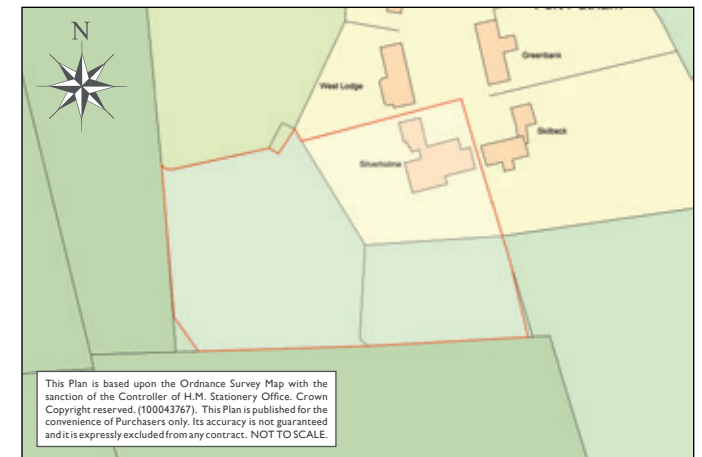 N
Greenbank
West Lodge
Skilback
Silverholme
This Plan is based upon the Ordnance Survey Map with the
sanction of the Controller of H.M. Stationery Office. Crown
Copyright reserved. (100043767). This Plan is published for the
convenience of Purchasers only. Its accuracy is not guaranteed
and it is expressly excluded from any contract. NOT TO SCALE.